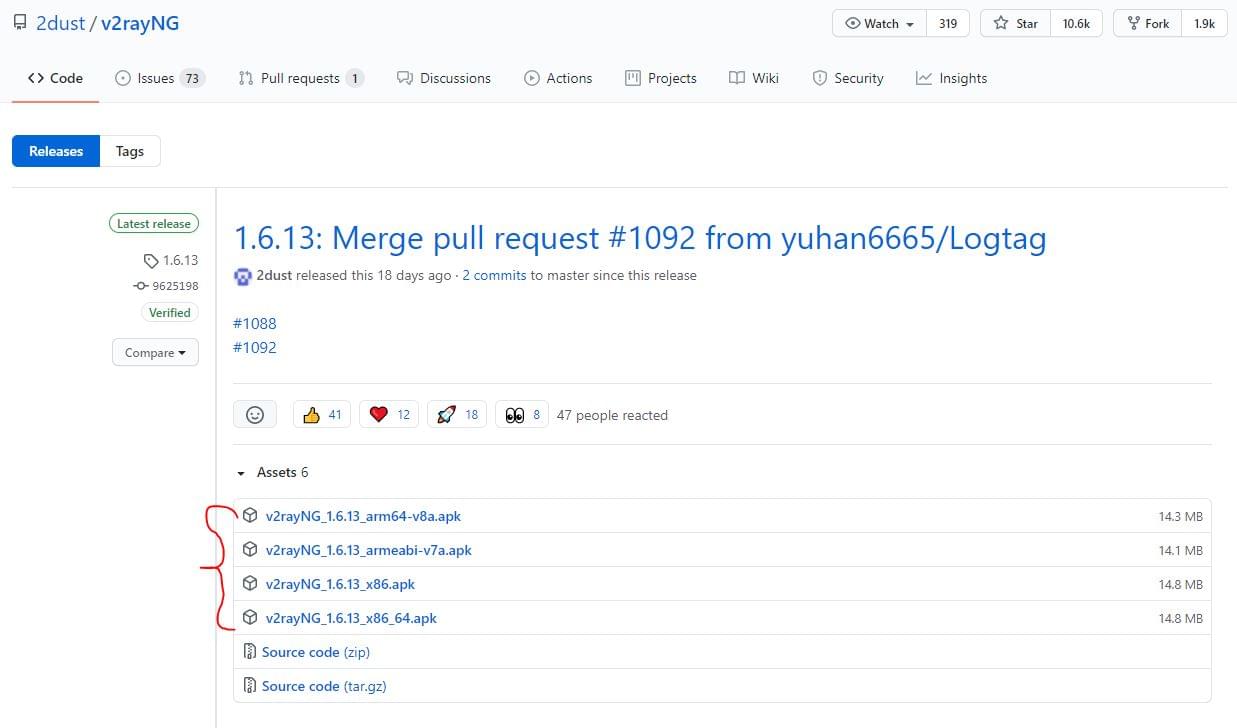 2dust / v2rayNG
Watch 319 Star 10.6k Fork 1.9k
Code Issues 73 Pull requests 1 Discussions Actions Projects Wiki Security Insights
Releases Tags
Latest release
1.6.13
9625198
Verified
Compare
1.6.13: Merge pull request #1092 from yuhan6665/Logtag
2dust released this 18 days ago · 2 commits to master since this release
#1088
#1092
41 12 18 8 47 people reacted
Assets 6
v2rayNG_1.6.13_arm64-v8a.apk 14.3 MB
v2rayNG_1.6.13_armeabi-v7a.apk 14.1 MB
v2rayNG_1.6.13_x86.apk 14.8 MB
v2rayNG_1.6.13_x86_64.apk 14.8 MB
Source code (zip)
Source code (tar.gz)